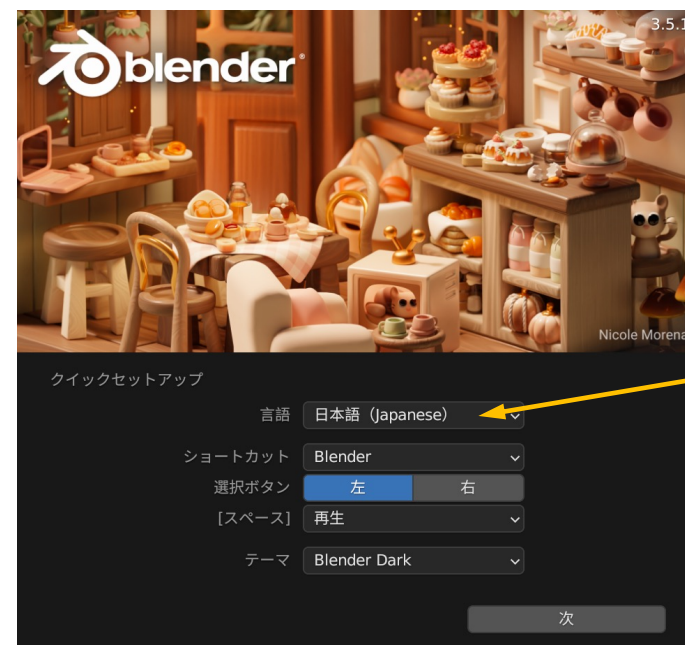 3.5.1
blender
Nicole Morena
クイックセットアップ
言語 日本語（Japanese）
ショートカット Blender
選択ボタン 左 右
[スペース] 再生
テーマ Blender Dark
次